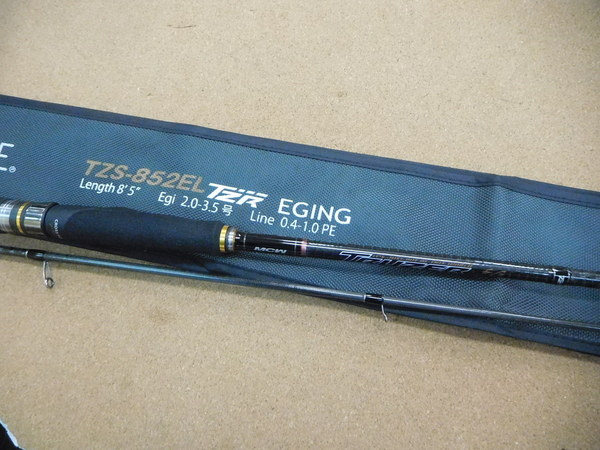 E®
TZS-852EL TZR EGING
Length 8'5"
Egi 2.0-3.5 号 Line 0.4-1.0 PE
MCW